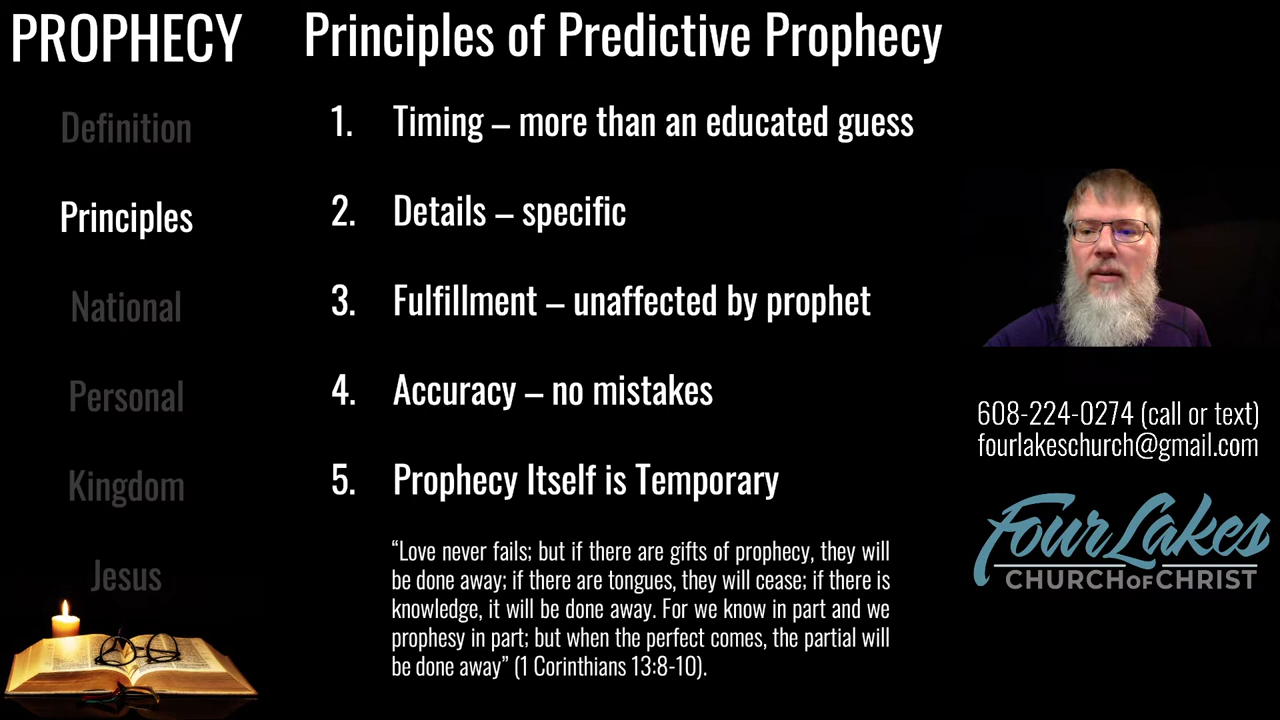 PROPHECY
Definition
Principles
National
Personal
Kingdom
Jesus
Principles of Predictive Prophecy
1. Timing – more than an educated guess
2. Details – specific
3. Fulfillment – unaffected by prophet
4. Accuracy – no mistakes
5. Prophecy Itself is Temporary
“Love never fails; but if there are gifts of prophecy, they will
be done away; if there are tongues, they will cease; if there is
knowledge, it will be done away. For we know in part and we
prophesy in part; but when the perfect comes, the partial will
be done away” (1 Corinthians 13:8-10).
608-224-0274 (call or text)
fourlakeschurch@gmail.com
Four Lakes
CHURCH OF CHRIST